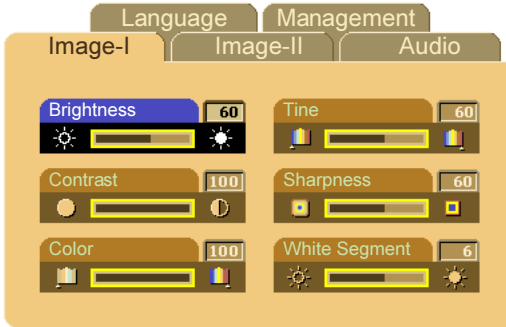 Language Management
Image-I Image-II Audio
Brightness 60
Tine 60
Contrast 100
Sharpness 60
Color 100
White Segment 6